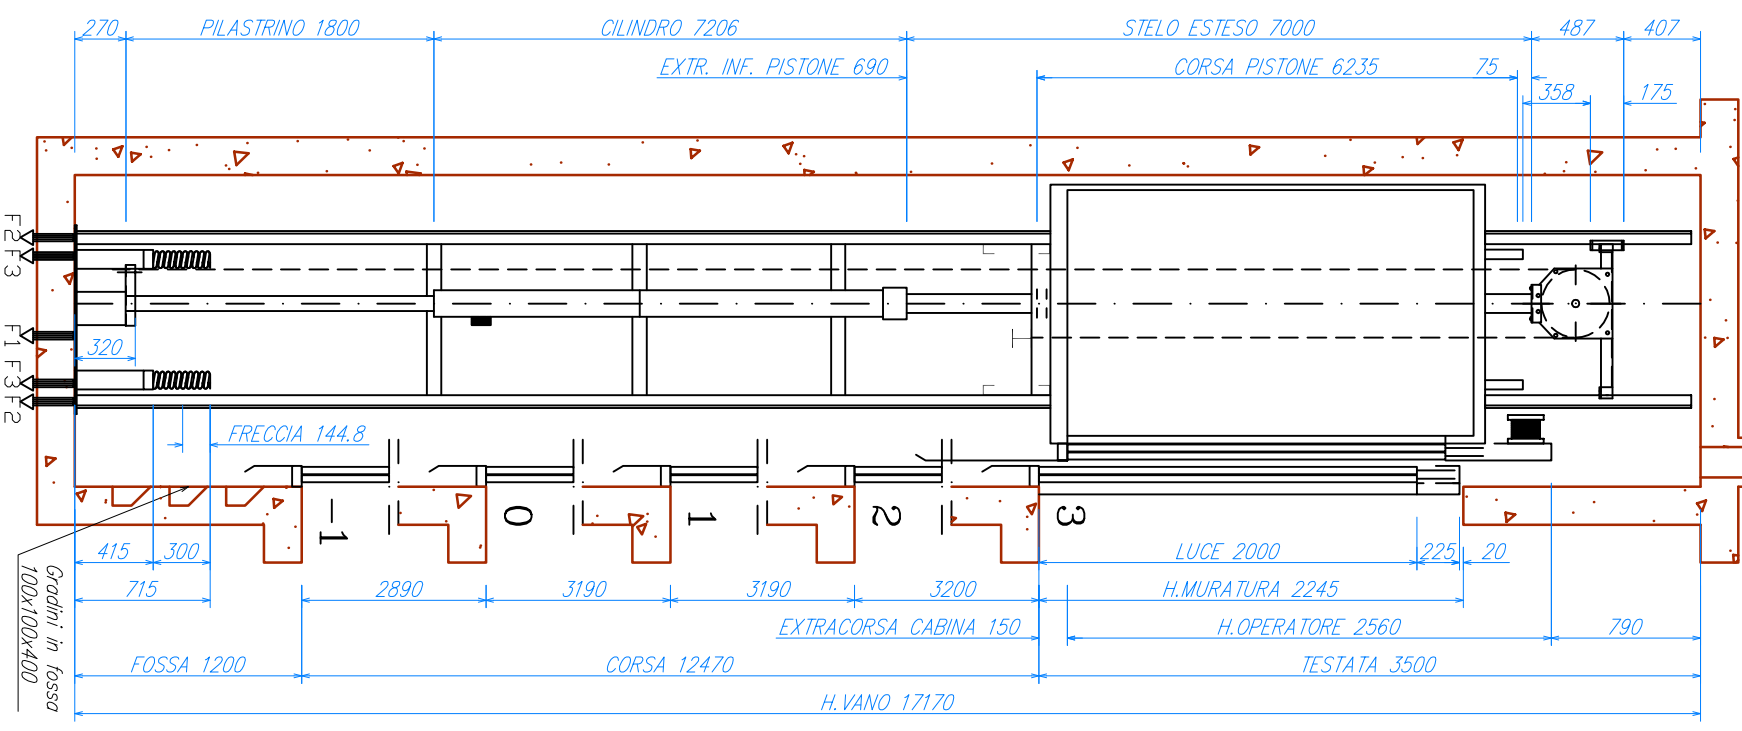 270
PILASTRINO 1800
CILINDRO 7206
STELO ESTESO 7000
487
407
EXTR. INF. PISTONE 690
CORSA PISTONE 6235
75
358
175
F2
F3
F1
F3
F2
320
FRECCIA 144.8
-1
0
1
2
3
415
300
LUCE 2000
225
20
715
2890
3190
3190
3200
H.MURATURA 2245
EXTRACORSA CABINA 150
H.OPERATORE 2560
790
FOSSA 1200
CORSA 12470
TESTATA 3500
H.VANO 17170
Gradini in fossa
100x100x400